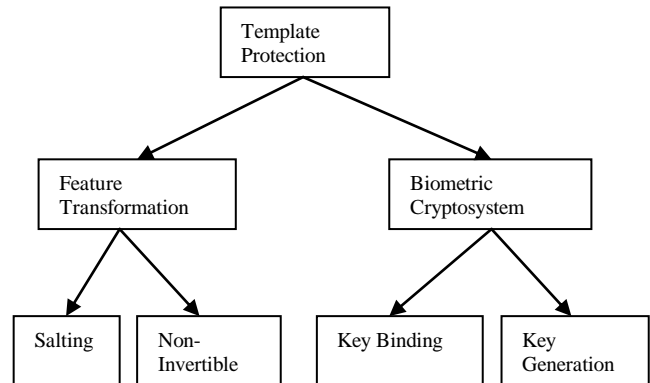 Template
Protection
Feature
Transformation
Biometric
Cryptosystem
Salting
Non-
Invertible
Key Binding
Key
Generation